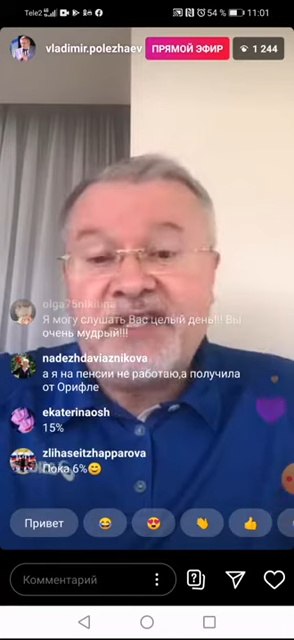 Tele2 54 % 11:01
vladimir.polezhaev ПРЯМОЙ ЭФИР 1 244
olga75nikitina
Я могу слушать Вас целый день!!! Вы
очень мудрый!!!
nadezhdaviaznikova
а я на пенсии не работаю,а получила
от Орифле
ekaterinaosh
15%
zlihaseitzhapparova
Пока 6%😊
Привет 😂 😍 👏 👍
Комментарий